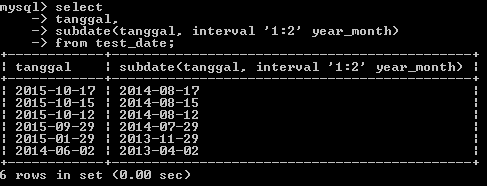 mysql> select
    -> tanggal,
    -> subdate(tanggal, interval '1:2' year_month)
    -> from test_date;
+------------+---------------------------------------------+
¦ tanggal    ¦ subdate(tanggal, interval '1:2' year_month) ¦
+------------+---------------------------------------------+
¦ 2015-10-17 ¦ 2014-08-17                                  ¦
¦ 2015-10-15 ¦ 2014-08-15                                  ¦
¦ 2015-10-12 ¦ 2014-08-12                                  ¦
¦ 2015-09-29 ¦ 2014-07-29                                  ¦
¦ 2015-01-29 ¦ 2013-11-29                                  ¦
¦ 2014-06-02 ¦ 2013-04-02                                  ¦
+------------+---------------------------------------------+
6 rows in set (0.00 sec)